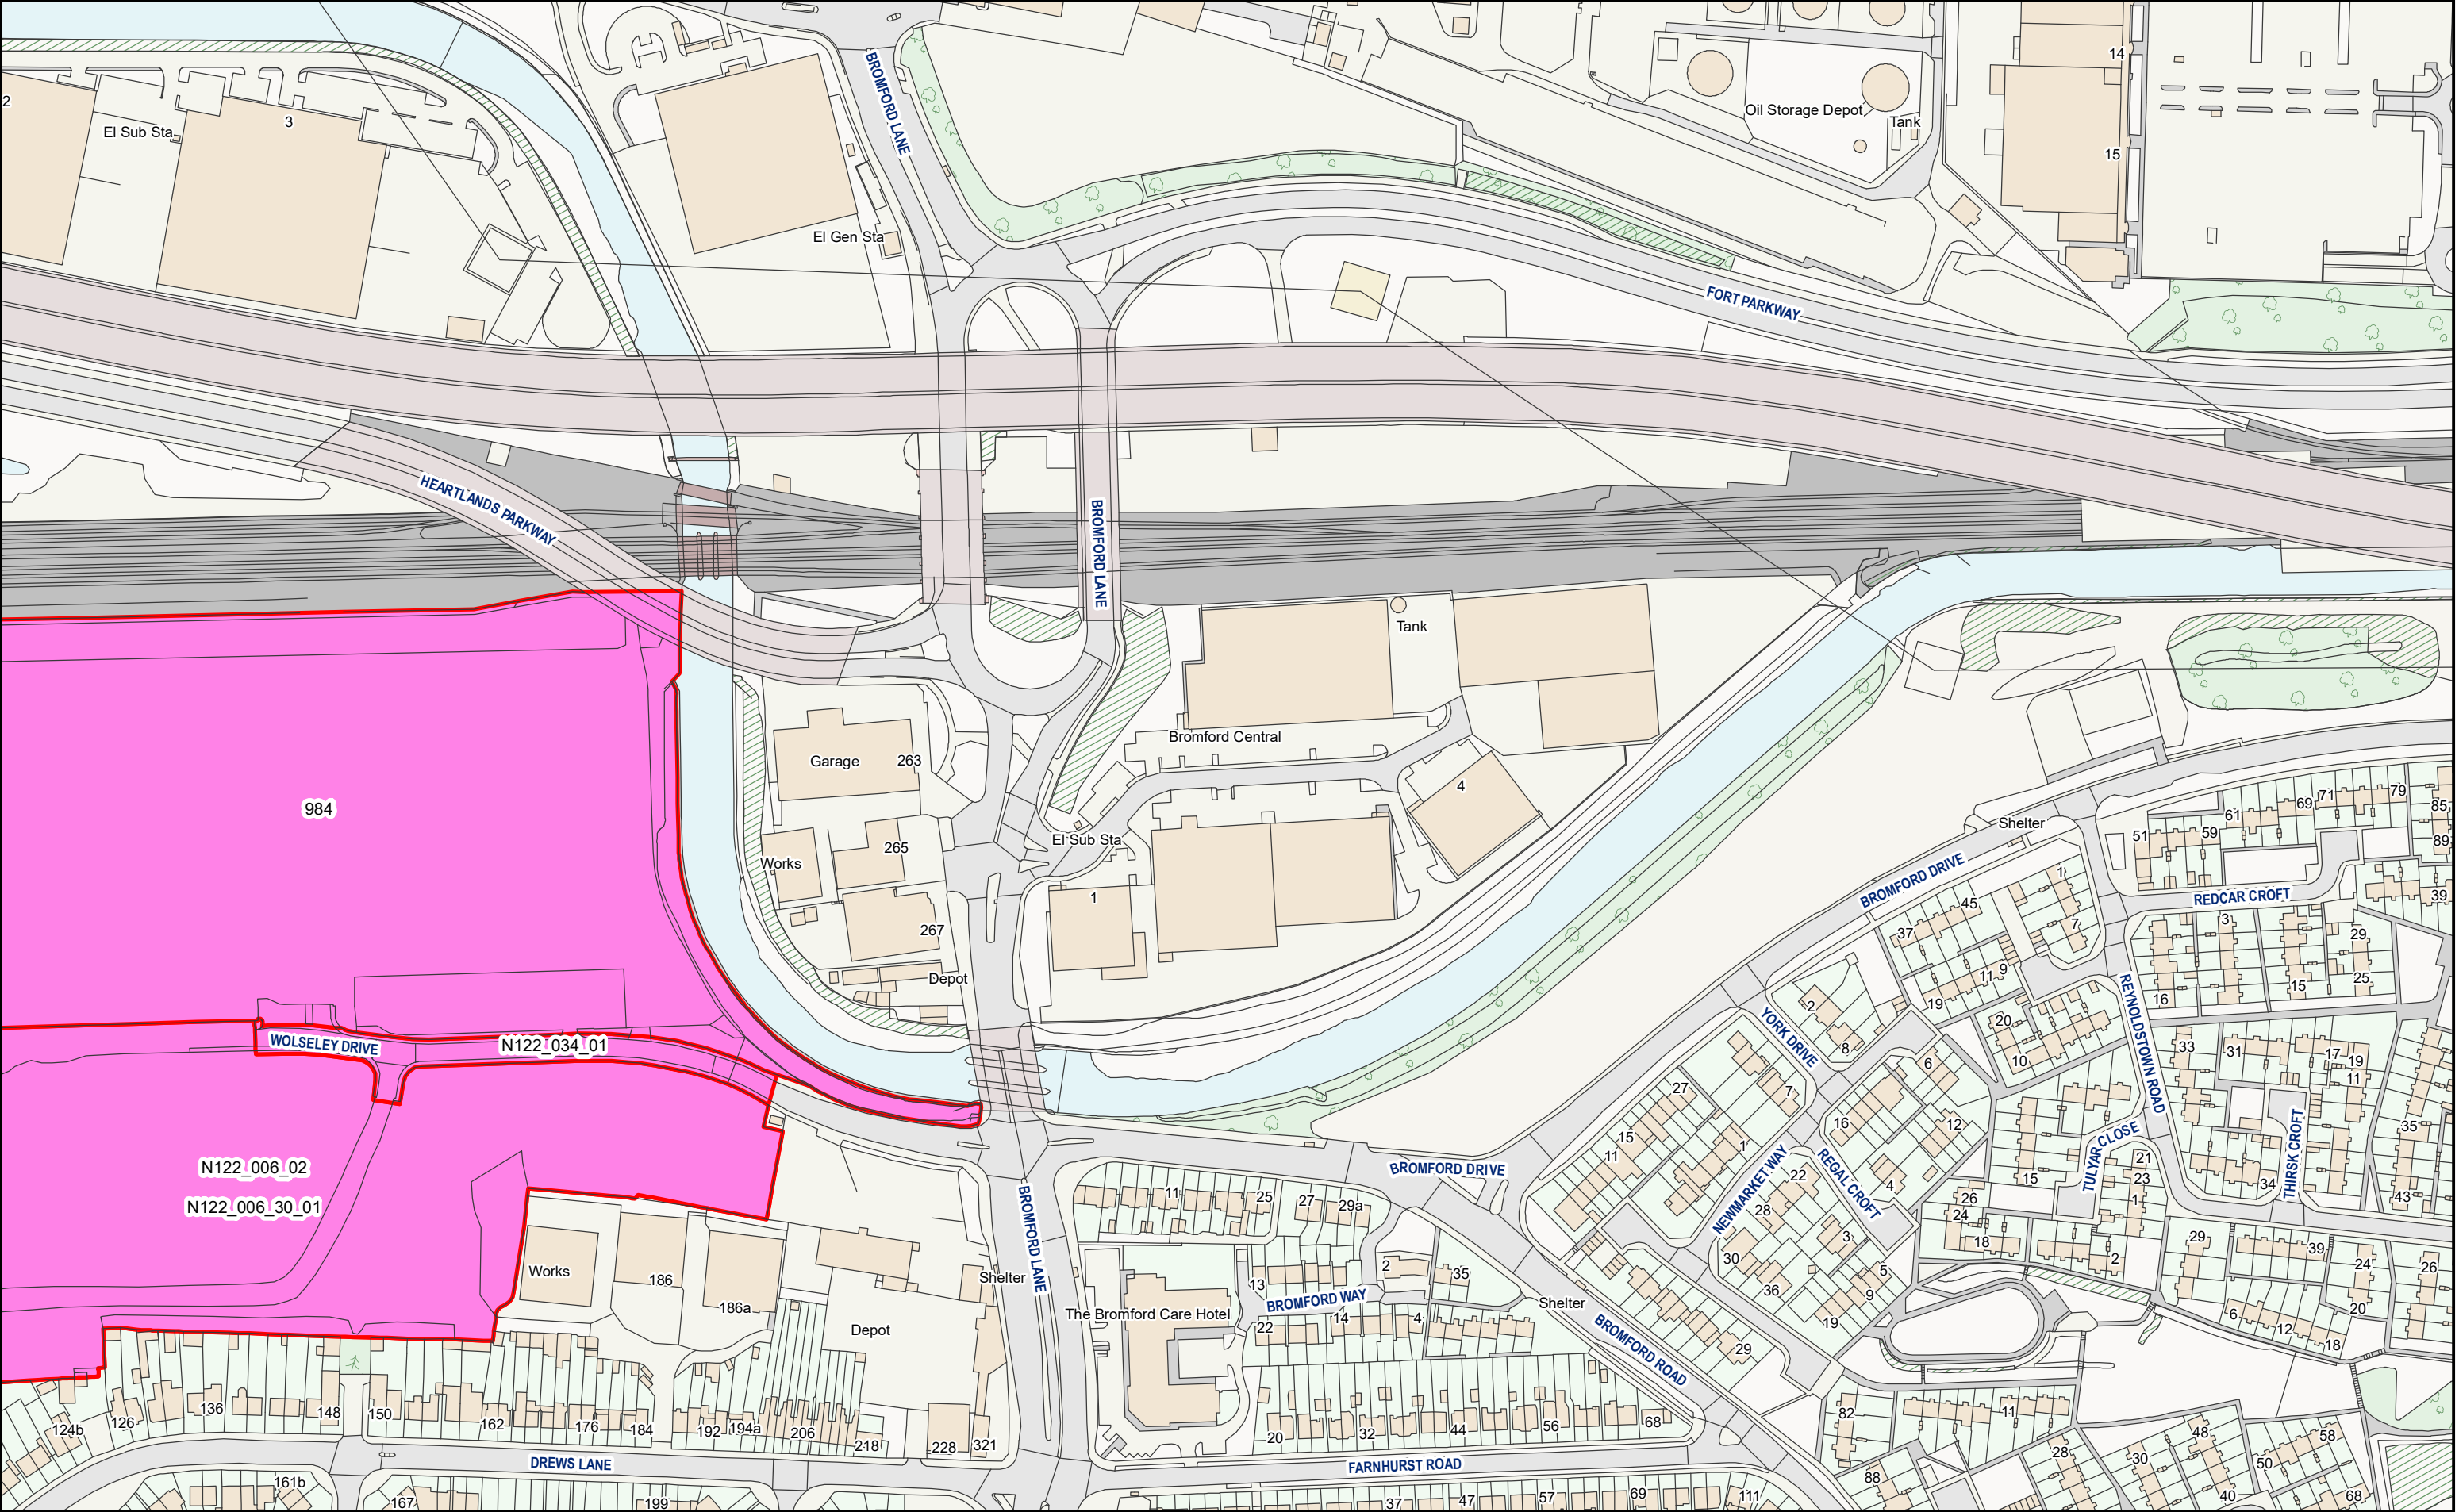 14
BROMFORD LANE
2
El Sub Sta
3
Oil Storage Depot
Tank
15
El Gen Sta
FORT PARKWAY
HEARTLANDS PARKWAY
BROMFORD LANE
Tank
Bromford Central
Garage
263
4
984
El Sub Sta
265
Works
1
267
Depot
Shelter
BROMFORD DRIVE
51
59
61
69
71
79
85
89
REDCAR CROFT
39
1
45
37
7
3
29
11
9
19
16
15
25
WOLSELEY DRIVE
N122_034_01
2
YORK DRIVE
8
20
10
REYNOLDSTOWN ROAD
33
31
17
19
11
6
27
7
16
12
15
11
1
TULYAR CLOSE
THIRSK CROFT
35
N122_006_02
N122_006_30_01
BROMFORD DRIVE
BROMFORD LANE
11
25
27
29a
NEWMARKET WAY
REGAL CROFT
22
28
4
15
21
23
1
34
43
26
24
18
2
29
39
24
26
30
3
36
5
9
19
Works
186
186a
Shelter
Depot
The Bromford Care Hotel
13
BROMFORD WAY
2
35
22
14
4
Shelter
BROMFORD ROAD
29
6
12
18
20
124b
126
136
148
150
162
176
184
192
194a
206
218
228
321
20
32
44
56
68
82
11
28
30
48
40
50
58
68
88
DREWS LANE
FARNHURST ROAD
161b
167
199
37
47
57
69
111